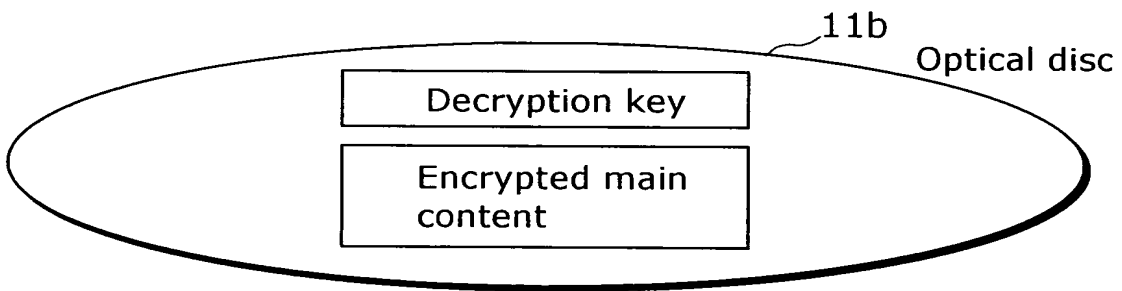 11b
Optical disc
Decryption key
Encrypted main
content